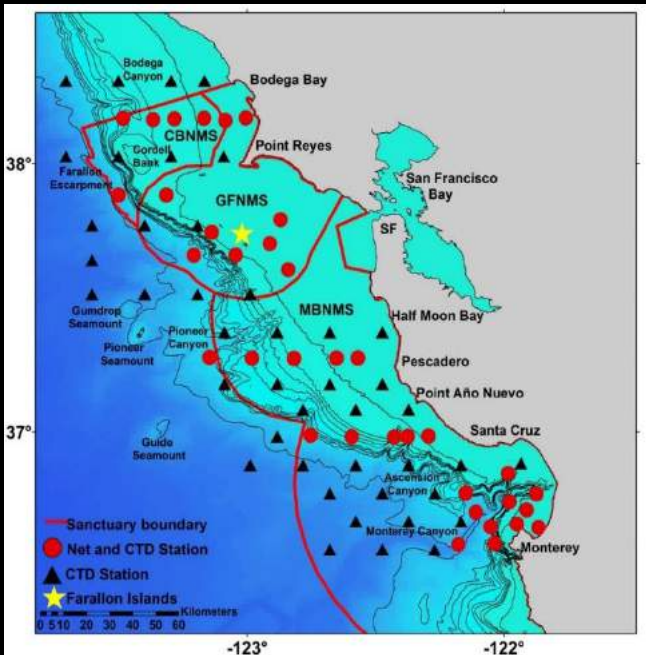 Bodega
Canyon
Bodega Bay
CBNMS
Cordell
Bank
Point Reyes
38°
Farallon
Escarpment
San Francisco
Bay
GFNMS
SF
MBNMS
Half Moon Bay
Gumdrop
Seamount
Pioneer
Canyon
Pioneer
Seamount
Pescadero
Point Año Nuevo
37°
Santa Cruz
Guide
Seamount
Ascension
Canyon
Monterey Canyon
Monterey
Sanctuary boundary
Net and CTD Station
CTD Station
Farallon Islands
Kilometers
0 510 20 30 40 50 60
-123°
-122°